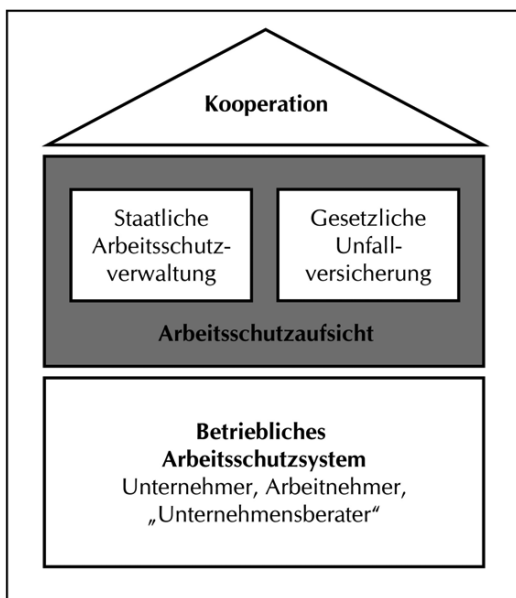 Kooperation
Staatliche
Arbeitsschutz-
verwaltung
Gesetzliche
Unfall-
versicherung
Arbeitsschutzaufsicht
Betriebliches
Arbeitsschutzsystem
Unternehmer, Arbeitnehmer,
„Unternehmensberater“